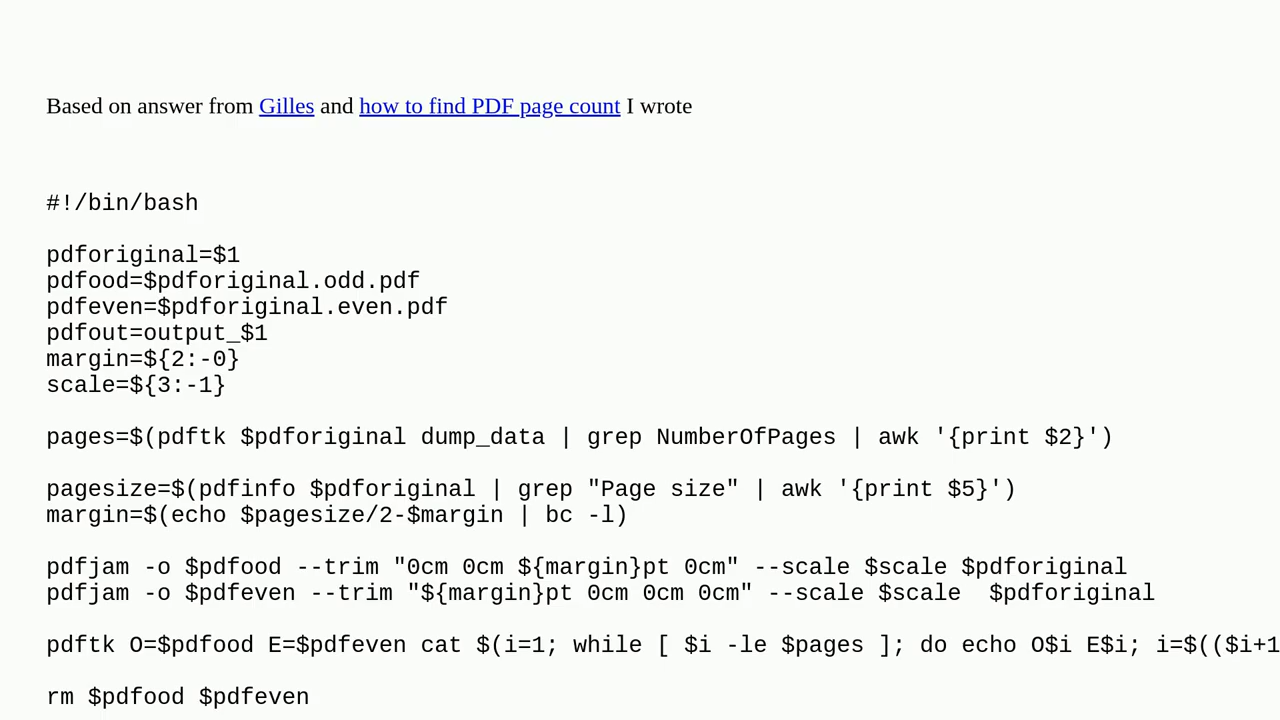 Based on answer from Gilles and how to find PDF page count I wrote
#!/bin/bash
pdforiginal=$1
pdfood=$pdforiginal.odd.pdf
pdfeven=$pdforiginal.even.pdf
pdfout=output_$1
margin=${2:-0}
scale=${3:-1}
pages=$(pdftk $pdforiginal dump_data | grep NumberOfPages | awk '{print $2}')
pagesize=$(pdfinfo $pdforiginal | grep "Page size" | awk '{print $5}')
margin=$(echo $pagesize/2-$margin | bc -l)
pdfjam -o $pdfood --trim "0cm 0cm ${margin}pt 0cm" --scale $scale $pdforiginal
pdfjam -o $pdfeven --trim "${margin}pt 0cm 0cm 0cm" --scale $scale  $pdforiginal
pdftk O=$pdfood E=$pdfeven cat $(i=1; while [ $i -le $pages ]; do echo O$i E$i; i=$(($i+1
rm $pdfood $pdfeven